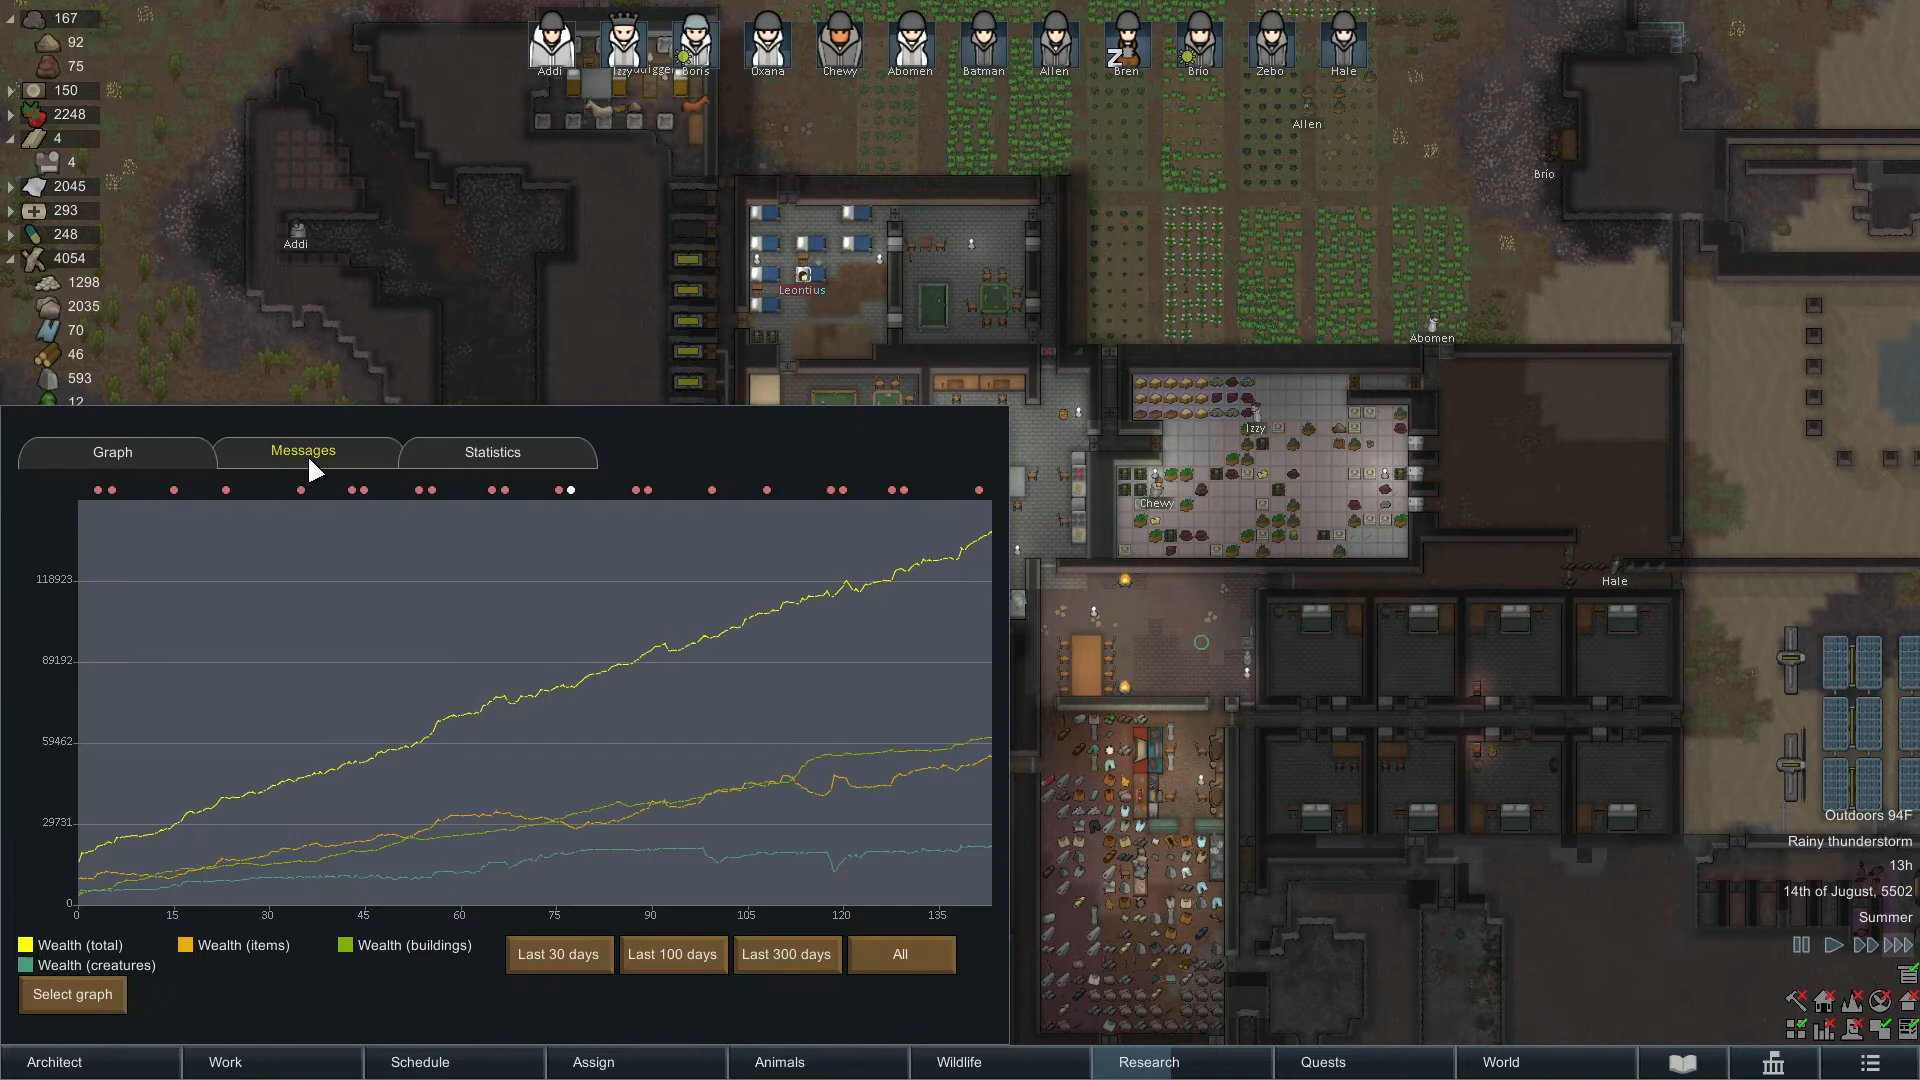 167
92
75
150
2248
4
4
2045
293
248
4054
1298
2035
70
46
593
12
Addi
Izzy
Boris
Oxana
Chewy
Abomen
Batman
Allen
Bren
Brío
Zebo
Hale
Z
Allen
Brío
Addi
Leontius
Abomen
Izzy
Chewy
Hale
Graph
Messages
Statistics
118923
89192
59462
29731
0
0 15 30 45 60 75 90 105 120 135
Wealth (total)
Wealth (items)
Wealth (buildings)
Wealth (creatures)
Last 30 days
Last 100 days
Last 300 days
All
Select graph
Outdoors 94F
Rainy thunderstorm
13h
14th of Jugust, 5502
Summer
Architect
Work
Schedule
Assign
Animals
Wildlife
Research
Quests
World